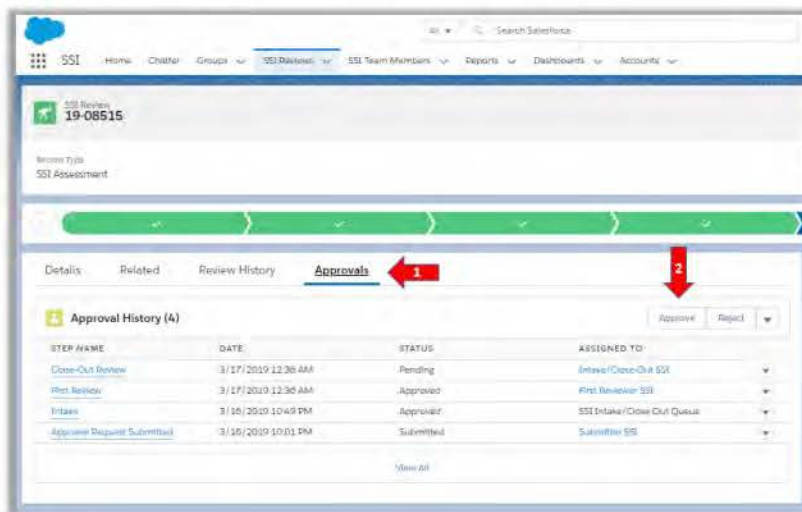 All Search Salesforce
SSI Home Chatter Groups SSI Reviews SSI Team Members Reports Dashboards Accounts
SSI Review
19-08515
Record Type
SSI Assessment
Details Related Review History Approvals 1
2
Approval History (4) Approve Reject
STEP NAME DATE STATUS ASSIGNED TO
Close-Out Review 3/17/2019 12:36 AM Pending Intake/Close-Out SSI
First Review 3/17/2019 12:36 AM Approved First Reviewer SSI
Intake 3/16/2019 10:49 PM Approved SSI Intake/Close Out Queue
Approval Request Submitted 3/16/2019 10:01 PM Submitted Submitter SSI
View All